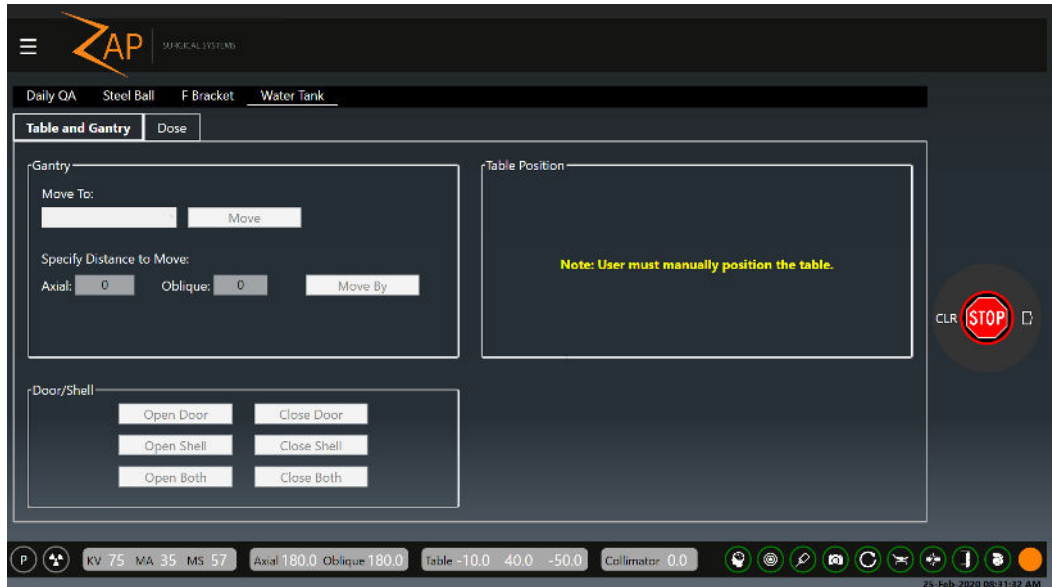 ZAP SURGICAL SYSTEMS
Daily QA Steel Ball F Bracket Water Tank
Table and Gantry Dose
Gantry
Move To:
Move
Specify Distance to Move:
Axial: 0 Oblique: 0 Move By
Table Position
Note: User must manually position the table.
CLR STOP
Door/Shell
Open Door Close Door
Open Shell Close Shell
Open Both Close Both
P KV 75 MA 35 MS 57 Axial 180.0 Oblique 180.0 Table -10.0 40.0 -50.0 Collimator 0.0
25-Feb-2020 08:31:32 AM